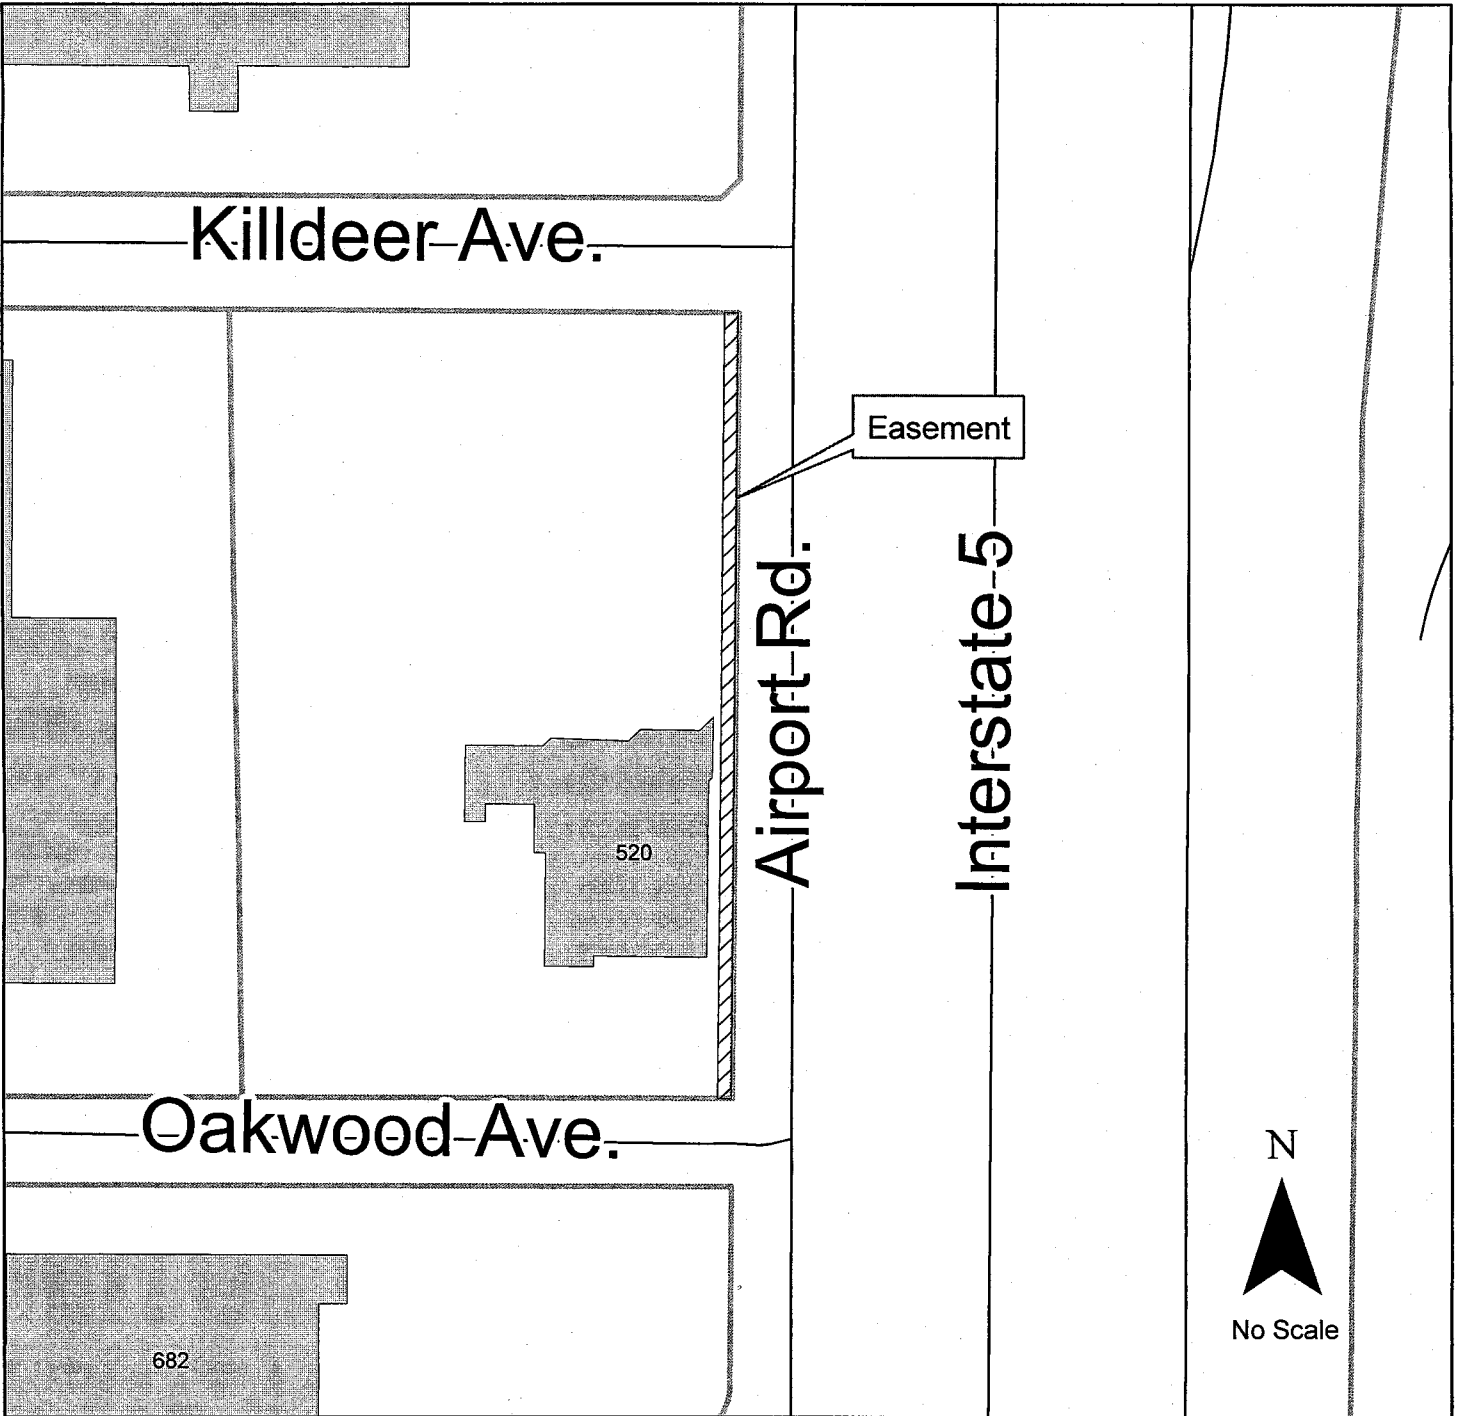 Killdeer Ave.
Easement
Airport Rd.
Interstate 5
520
Oakwood Ave.
N
No Scale
682